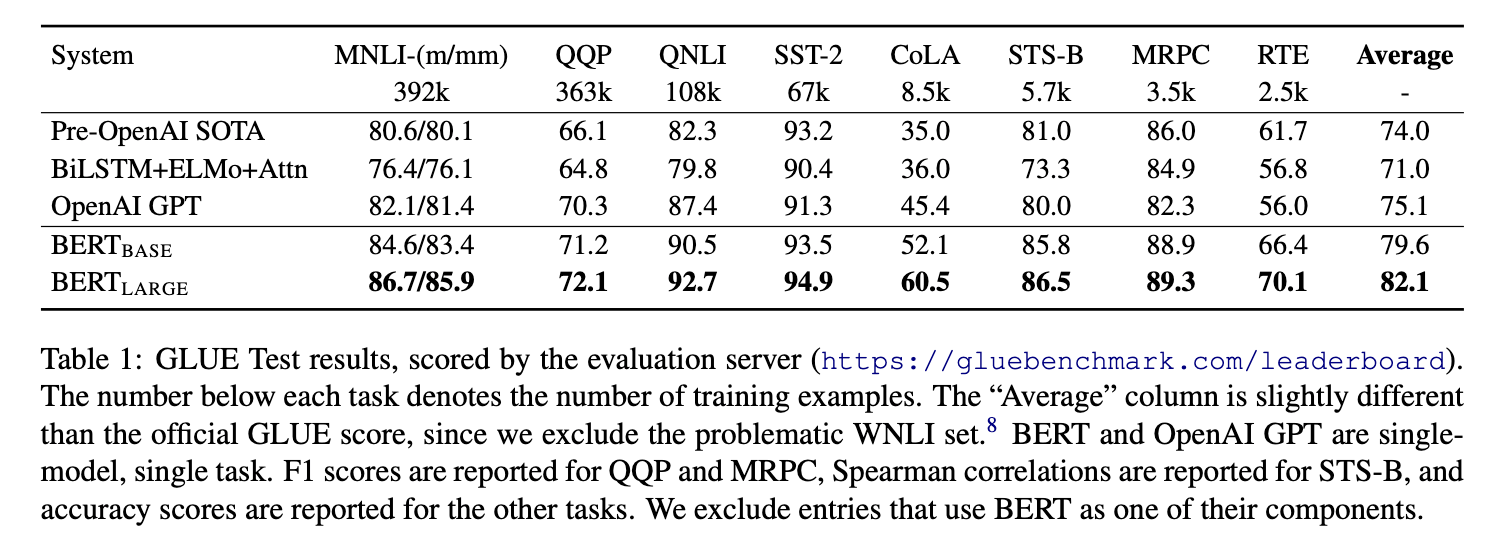 System MNLI-(m/mm) QQP QNLI SST-2 CoLA STS-B MRPC RTE Average
392k 363k 108k 67k 8.5k 5.7k 3.5k 2.5k -
Pre-OpenAI SOTA 80.6/80.1 66.1 82.3 93.2 35.0 81.0 86.0 61.7 74.0
BiLSTM+ELMo+Attn 76.4/76.1 64.8 79.8 90.4 36.0 73.3 84.9 56.8 71.0
OpenAI GPT 82.1/81.4 70.3 87.4 91.3 45.4 80.0 82.3 56.0 75.1
BERTBASE 84.6/83.4 71.2 90.5 93.5 52.1 85.8 88.9 66.4 79.6
BERTLARGE 86.7/85.9 72.1 92.7 94.9 60.5 86.5 89.3 70.1 82.1
Table 1: GLUE Test results, scored by the evaluation server (https://gluebenchmark.com/leaderboard).
The number below each task denotes the number of training examples. The “Average” column is slightly different
than the official GLUE score, since we exclude the problematic WNLI set.8 BERT and OpenAI GPT are single-
model, single task. F1 scores are reported for QQP and MRPC, Spearman correlations are reported for STS-B, and
accuracy scores are reported for the other tasks. We exclude entries that use BERT as one of their components.